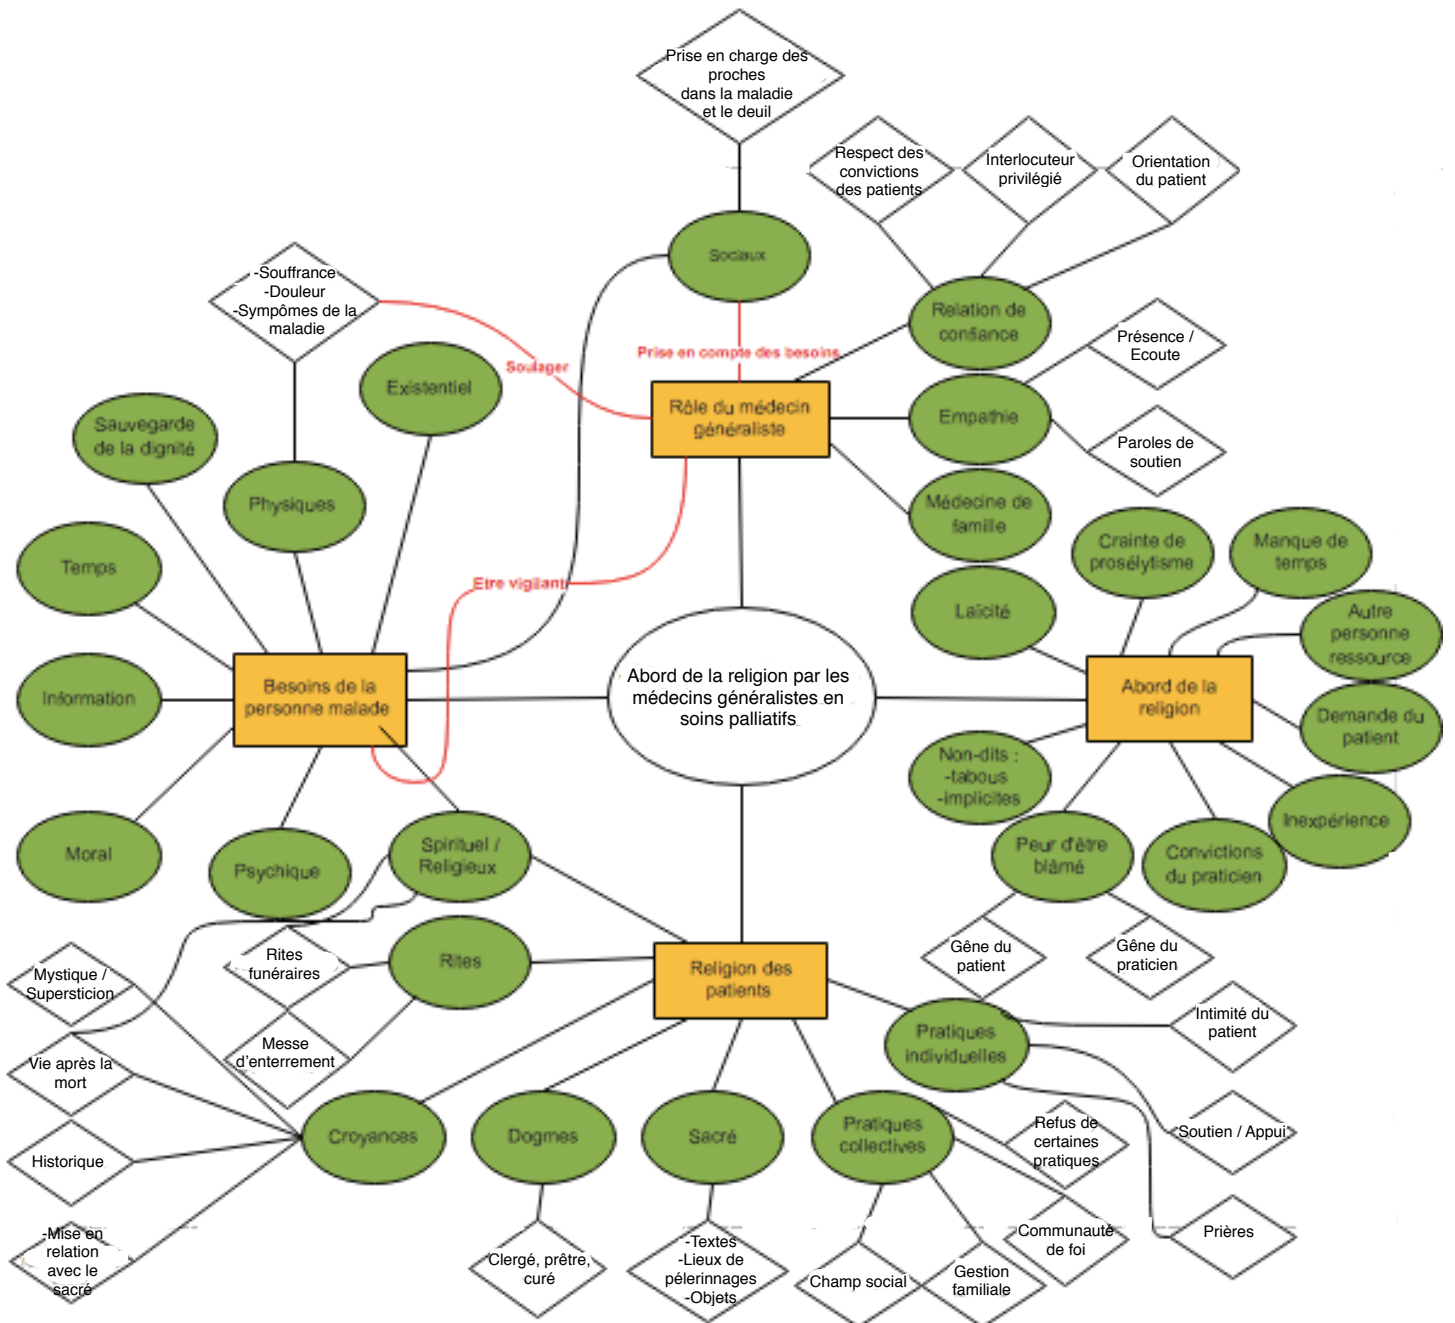 Prise en charge des
proches
dans la maladie
et le deuil
Respect des
convictions
des patients
Interlocuteur
privilégié
Orientation
du patient
Sociaux
-Souffrance
-Douleur
-Sympômes de la
maladie
Relation de
confiance
Présence /
Ecoute
Prise en compte des besoins
Soulager
Existentiel
Rôle du médecin
généraliste
Empathie
Sauvegarde
de la dignité
Paroles de
soutien
Physiques
Médecine de
famille
Crainte de
prosélytisme
Manque de
temps
Temps
Etre vigilant
Laïcité
Autre
personne
ressource
Information
Besoins de la
personne malade
Abord de la religion par les
médecins généralistes en
soins palliatifs
Abord de la
religion
Demande du
patient
Non-dits :
-tabous
-implicites
Inexpérience
Moral
Psychique
Spirituel /
Religieux
Peur d'être
blâmé
Convictions
du praticien
Gêne du
patient
Gêne du
praticien
Mystique /
Supersticion
Rites
funéraires
Rites
Religion des
patients
Intimité du
patient
Pratiques
individuelles
Vie après la
mort
Messe
d'enterrement
Croyances
Dogmes
Sacré
Pratiques
collectives
Refus de
certaines
pratiques
Soutien / Appui
Historique
-Mise en
relation
avec le
sacré
Clergé, prêtre,
curé
-Textes
-Lieux de
pélerinnages
-Objets
Champ social
Gestion
familiale
Communauté
de foi
Prières